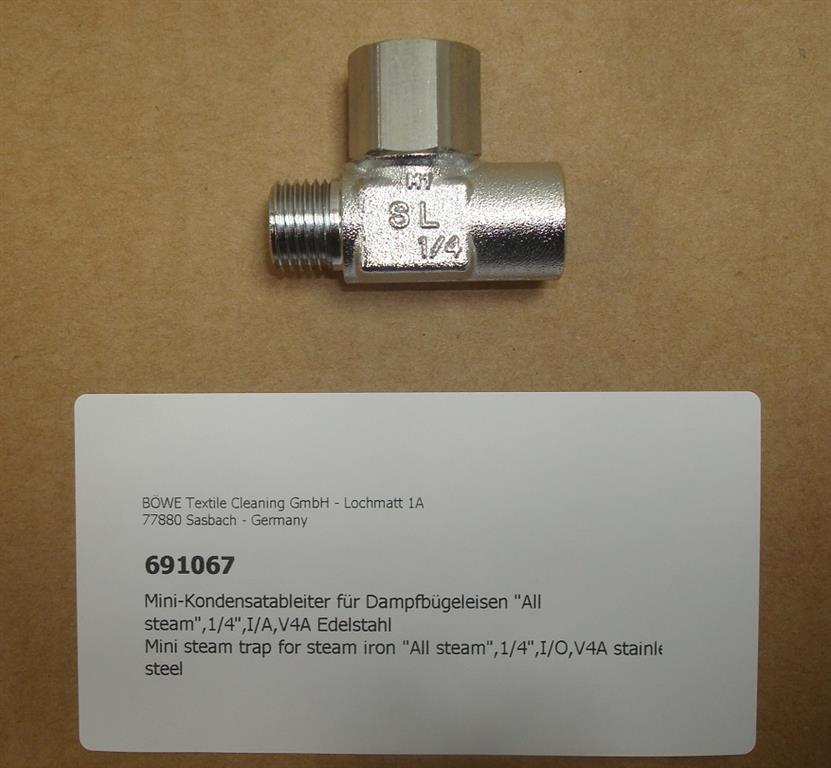 M1
SL
1/4
BÖWE Textile Cleaning GmbH - Lochmatt 1A
77880 Sasbach - Germany
691067
Mini-Kondensatableiter für Dampfbügeleisen "All
steam",1/4",I/A,V4A Edelstahl
Mini steam trap for steam iron "All steam",1/4",I/O,V4A stainle
steel